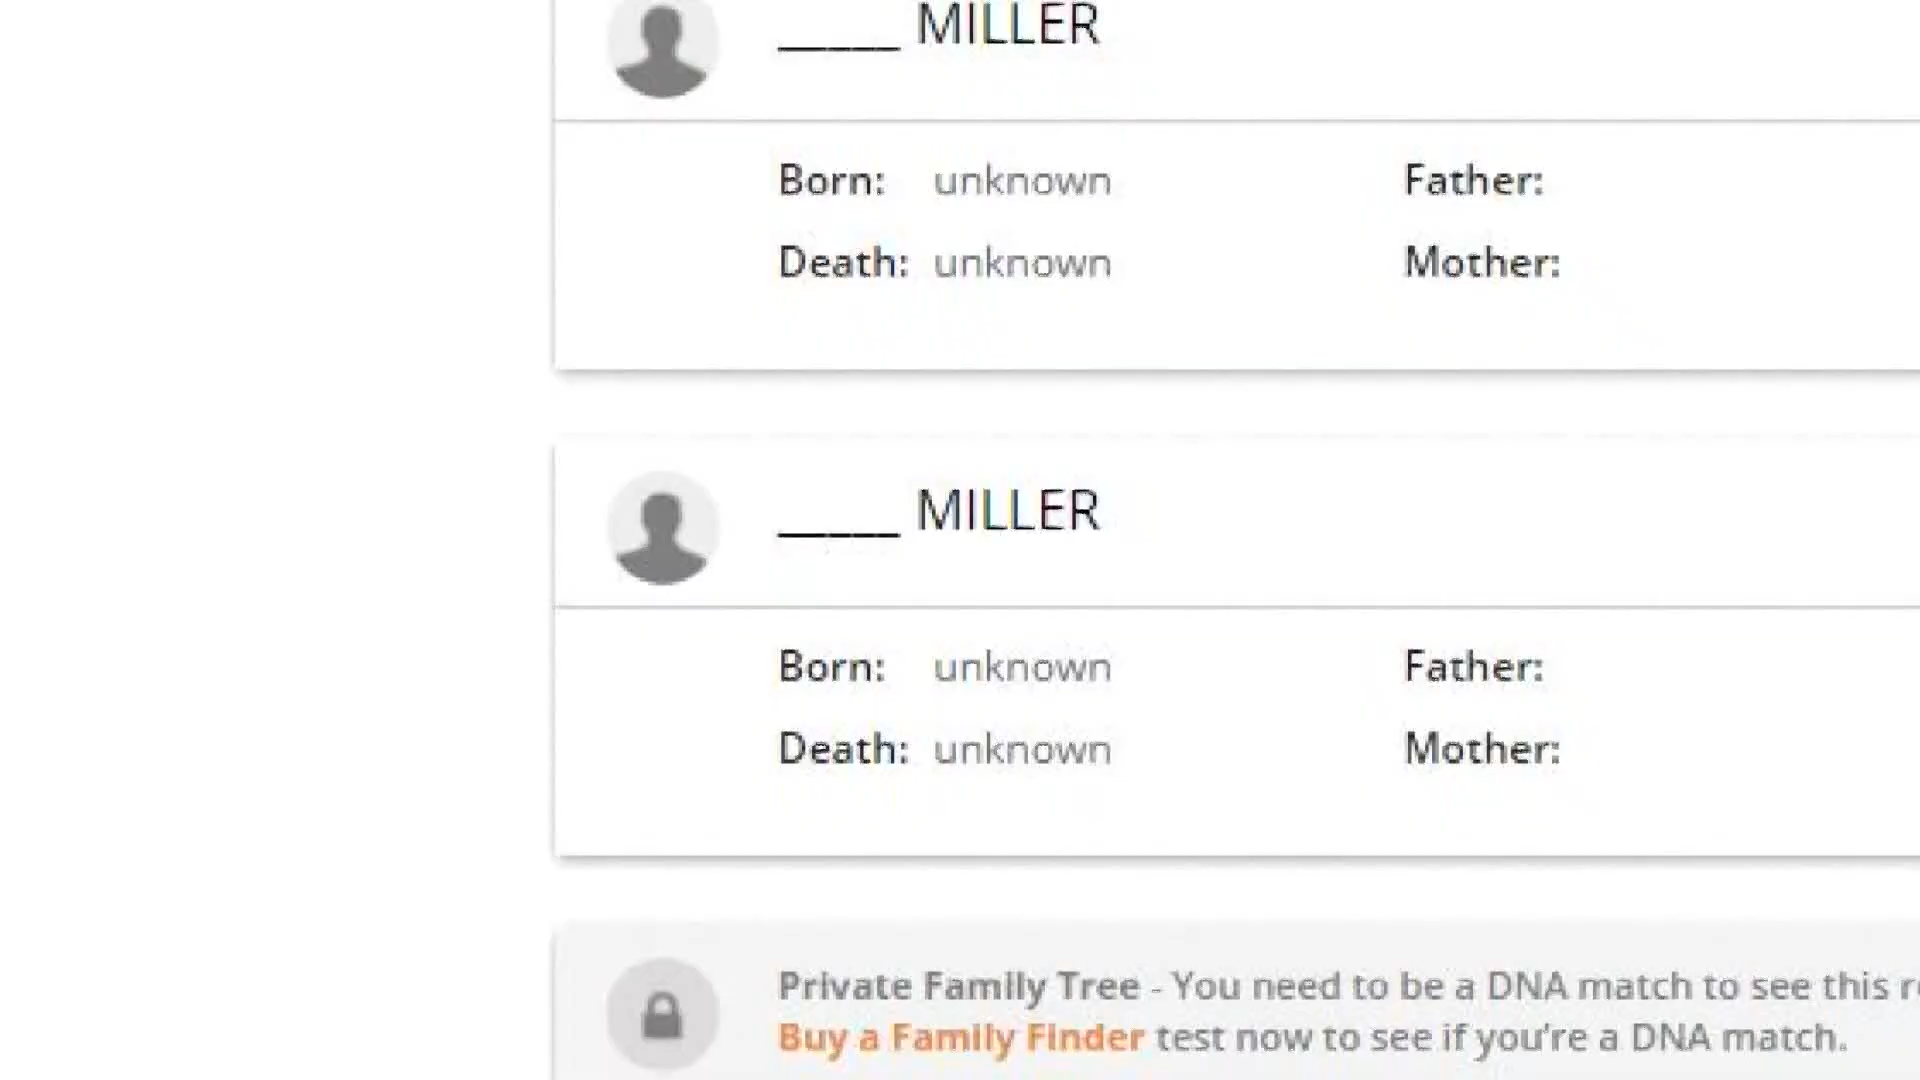 _____ MILLER
Born: unknown Father:
Death: unknown Mother:
_____ MILLER
Born: unknown Father:
Death: unknown Mother:
Private Family Tree - You need to be a DNA match to see this
Buy a Family Finder test now to see if you're a DNA match.